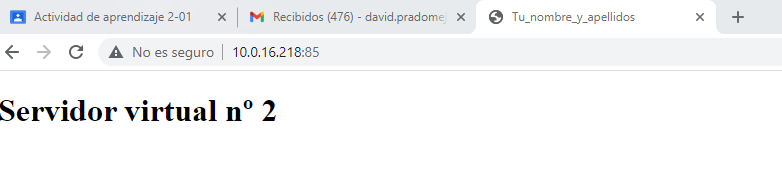 Actividad de aprendizaje 2-01
Recibidos (476) - david.pradome
Tu_nombre_y_apellidos
No es seguro
10.0.16.218:85
Servidor virtual nº 2